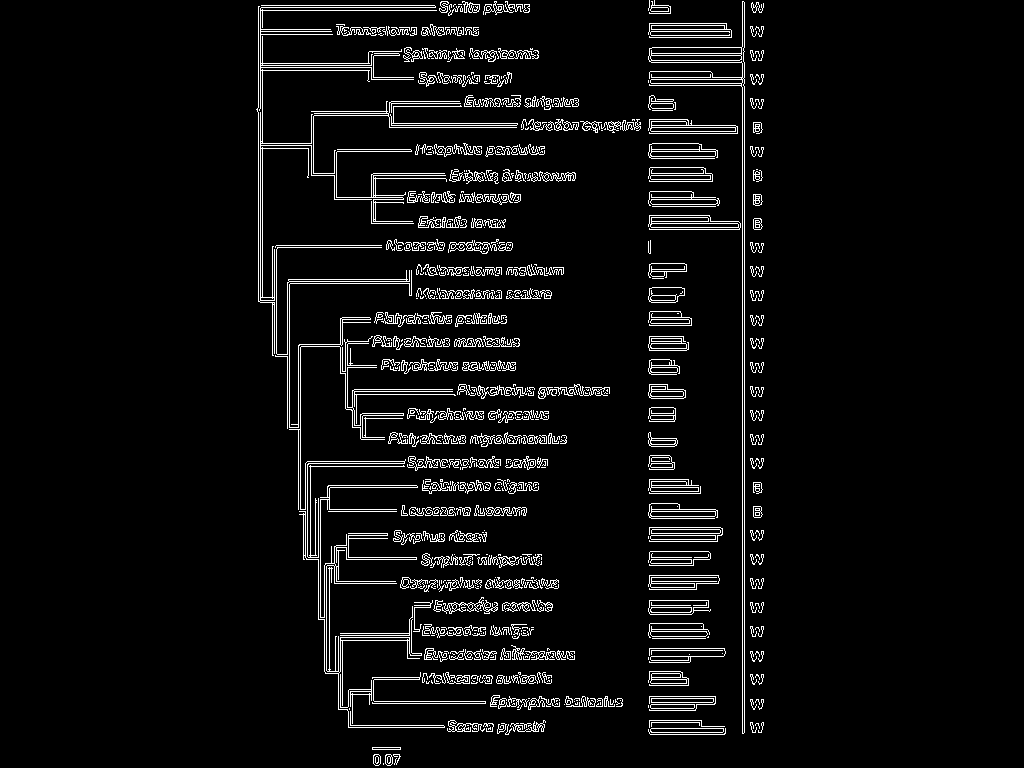 Syritta pipiens W
Temnostoma alternans W
Spilomyia longicornis W
Spilomyia sayii W
Eumerus strigatus W
Merodon equestris B
Helophilus pendulus W
Eristalis arbustorum B
Eristalis interrupta B
Eristalis tenax B
Neoascia podagrica W
Melanostoma mellinum W
Melanostoma scalare W
Platycheirus peltatus W
Platycheirus manicatus W
Platycheirus scutatus W
Platycheirus granditarsa W
Platycheirus clypeatus W
Platycheirus nigrofemoratus W
Sphaerophoria scripta W
Epistrophe eligans B
Leucozona lucorum B
Syrphus ribesii W
Syrphus vitripennis W
Dasysyrphus albostriatus W
Eupeodes corollae W
Eupeodes luniger W
Eupeodes latifasciatus W
Meliscaeva auricollis W
Episyrphus balteatus W
Scaeva pyrastri W
0.07